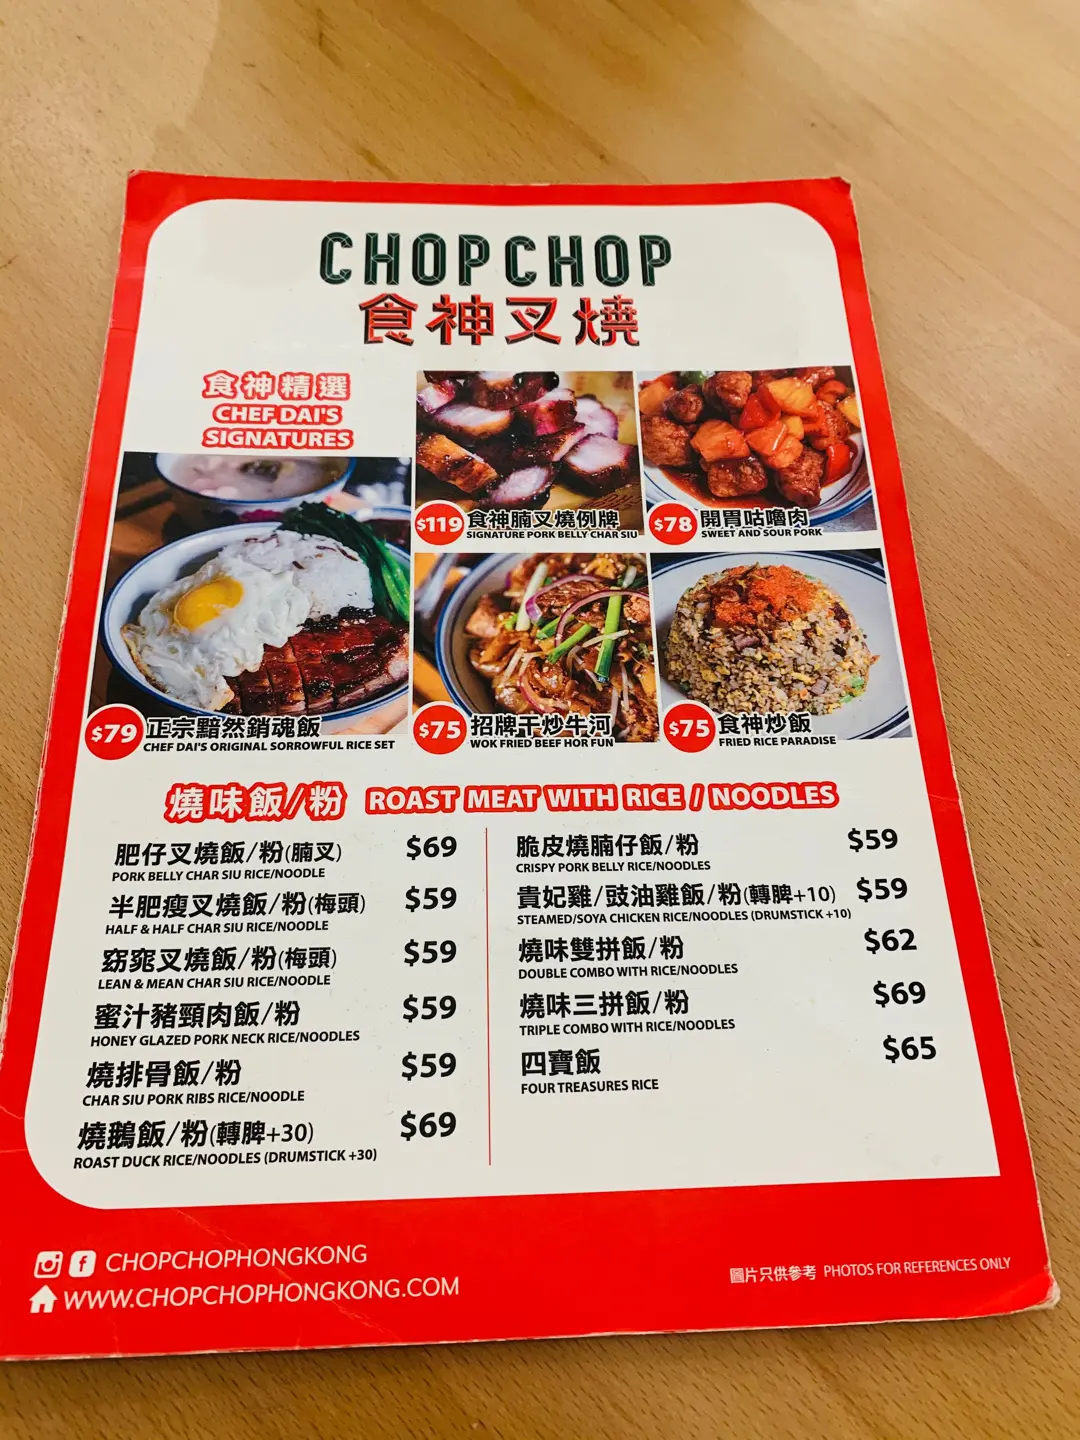 CHOP CHOP
食神叉燒
食神精選
CHEF DAI'S
SIGNATURES
$119 食神腩叉燒例牌
SIGNATURE PORK BELLY CHAR SIU
$78 開胃咕嚕肉
SWEET AND SOUR PORK
$79 正宗黯然銷魂飯
CHEF DAI'S ORIGINAL SORROWFUL RICE SET
$75 招牌干炒牛河
WOK FRIED BEEF HOR FUN
$75 食神炒飯
FRIED RICE PARADISE
燒味飯/粉 ROAST MEAT WITH RICE / NOODLES
肥仔叉燒飯/粉(腩叉) $69
PORK BELLY CHAR SIU RICE/NOODLE
半肥瘦叉燒飯/粉(梅頭) $59
HALF & HALF CHAR SIU RICE/NOODLE
窈窕叉燒飯/粉(梅頭) $59
LEAN & MEAN CHAR SIU RICE/NOODLE
蜜汁豬頸肉飯/粉 $59
HONEY GLAZED PORK NECK RICE/NOODLES
燒排骨飯/粉 $59
CHAR SIU PORK RIBS RICE/NOODLE
燒鵝飯/粉(轉髀+30) $69
ROAST DUCK RICE/NOODLES (DRUMSTICK +30)
脆皮燒腩仔飯/粉 $59
CRISPY PORK BELLY RICE/NOODLES
貴妃雞/豉油雞飯/粉(轉髀+10) $59
STEAMED/SOYA CHICKEN RICE/NOODLES (DRUMSTICK +10)
燒味雙拼飯/粉 $62
DOUBLE COMBO WITH RICE/NOODLES
燒味三拼飯/粉 $69
TRIPLE COMBO WITH RICE/NOODLES
四寶飯 $65
FOUR TREASURES RICE
CHOPCHOPHONGKONG
WWW.CHOPCHOPHONGKONG.COM
圖片只供參考 PHOTOS FOR REFERENCES ONLY